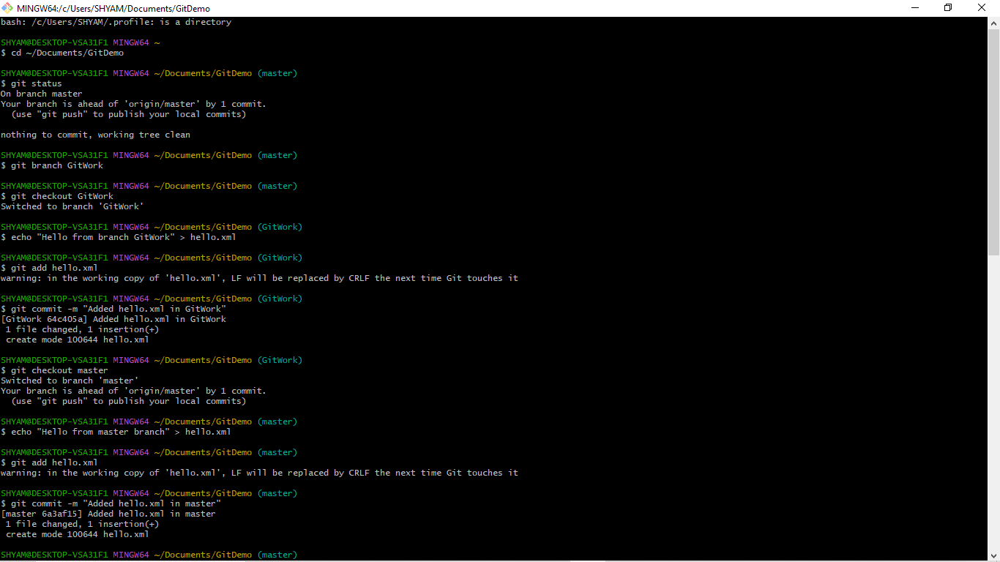 MINGW64:/c/Users/SHYAM/Documents/GitDemo
bash: /c/Users/SHYAM/.profile: is a directory
SHYAM@DESKTOP-VSA31F1 MINGW64 ~
$ cd ~/Documents/GitDemo
SHYAM@DESKTOP-VSA31F1 MINGW64 ~/Documents/GitDemo (master)
$ git status
On branch master
Your branch is ahead of 'origin/master' by 1 commit.
  (use "git push" to publish your local commits)
nothing to commit, working tree clean
SHYAM@DESKTOP-VSA31F1 MINGW64 ~/Documents/GitDemo (master)
$ git branch GitWork
SHYAM@DESKTOP-VSA31F1 MINGW64 ~/Documents/GitDemo (master)
$ git checkout GitWork
Switched to branch 'GitWork'
SHYAM@DESKTOP-VSA31F1 MINGW64 ~/Documents/GitDemo (GitWork)
$ echo "Hello from branch GitWork" > hello.xml
SHYAM@DESKTOP-VSA31F1 MINGW64 ~/Documents/GitDemo (GitWork)
$ git add hello.xml
warning: in the working copy of 'hello.xml', LF will be replaced by CRLF the next time Git touches it
SHYAM@DESKTOP-VSA31F1 MINGW64 ~/Documents/GitDemo (GitWork)
$ git commit -m "Added hello.xml in GitWork"
[GitWork 64c405a] Added hello.xml in GitWork
 1 file changed, 1 insertion(+)
 create mode 100644 hello.xml
SHYAM@DESKTOP-VSA31F1 MINGW64 ~/Documents/GitDemo (GitWork)
$ git checkout master
Switched to branch 'master'
Your branch is ahead of 'origin/master' by 1 commit.
  (use "git push" to publish your local commits)
SHYAM@DESKTOP-VSA31F1 MINGW64 ~/Documents/GitDemo (master)
$ echo "Hello from master branch" > hello.xml
SHYAM@DESKTOP-VSA31F1 MINGW64 ~/Documents/GitDemo (master)
$ git add hello.xml
warning: in the working copy of 'hello.xml', LF will be replaced by CRLF the next time Git touches it
SHYAM@DESKTOP-VSA31F1 MINGW64 ~/Documents/GitDemo (master)
$ git commit -m "Added hello.xml in master"
[master 6a3af15] Added hello.xml in master
 1 file changed, 1 insertion(+)
 create mode 100644 hello.xml
SHYAM@DESKTOP-VSA31F1 MINGW64 ~/Documents/GitDemo (master)